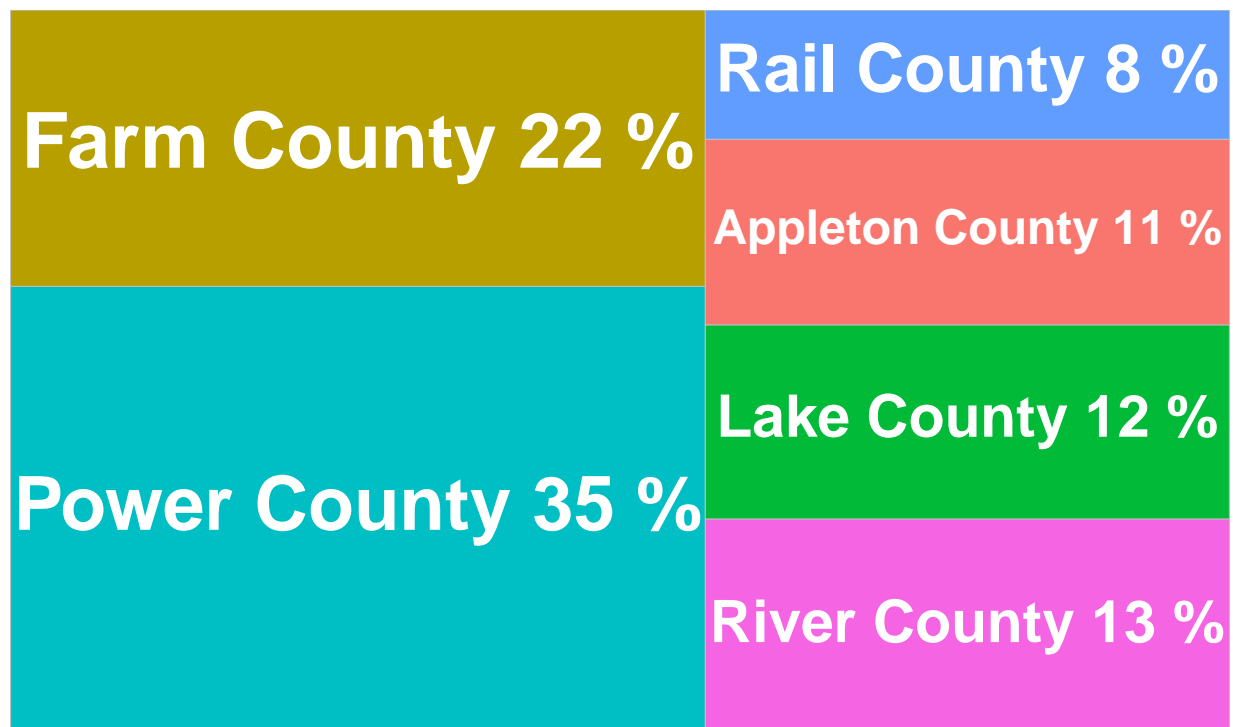 Farm County 22 %
Power County 35 %
Rail County 8 %
Appleton County 11 %
Lake County 12 %
River County 13 %